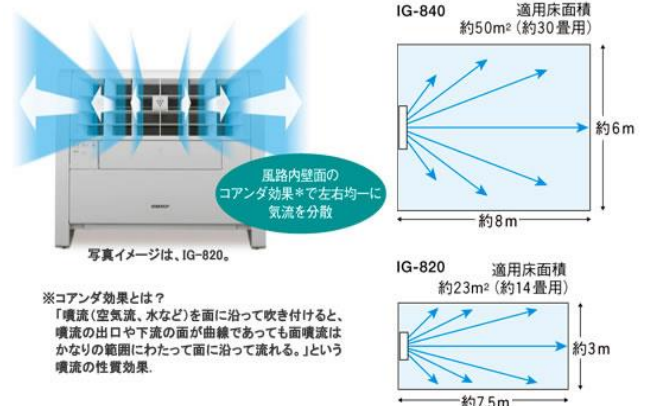 IG-840 適用床面積
約50m²(約30畳用)
約6m
約8m
風路内壁面の
コアンダ効果*で左右均一に
気流を分散
写真イメージは、IG-820。
※コアンダ効果とは？
「噴流(空気流、水など)を面に沿って吹き付けると、
噴流の出口や下流の面が曲線であっても面噴流は
かなりの範囲にわたって面に沿って流れる。」という
噴流の性質効果.
IG-820 適用床面積
約23m²(約14畳用)
約3m
約7.5m